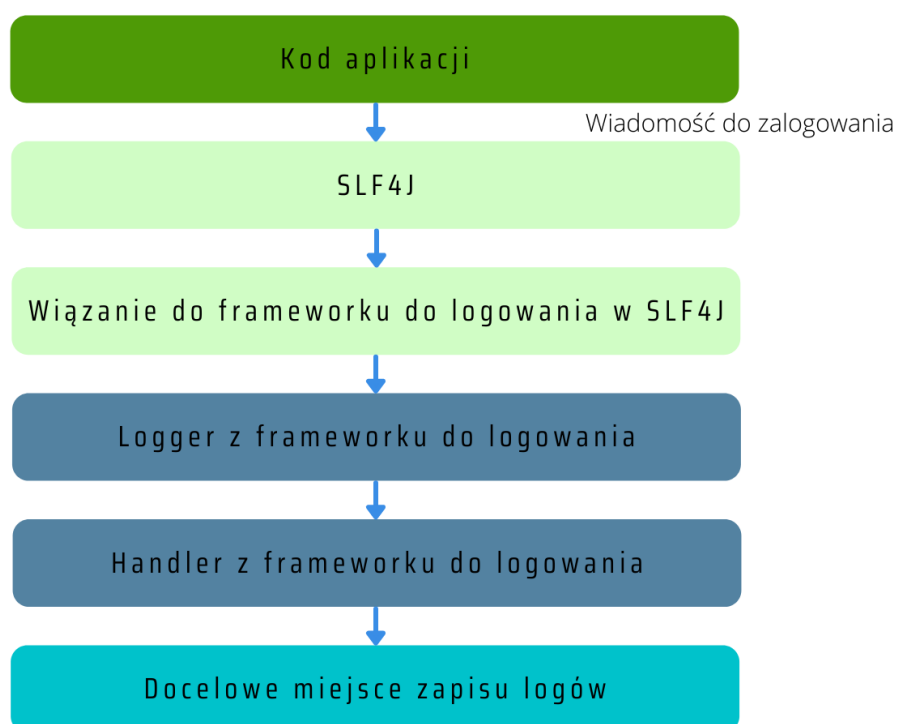 Kod aplikacji
Wiadomość do zalogowania
SLF4J
Wiązanie do frameworku do logowania w SLF4J
Logger z frameworku do logowania
Handler z frameworku do logowania
Docelowe miejsce zapisu logów